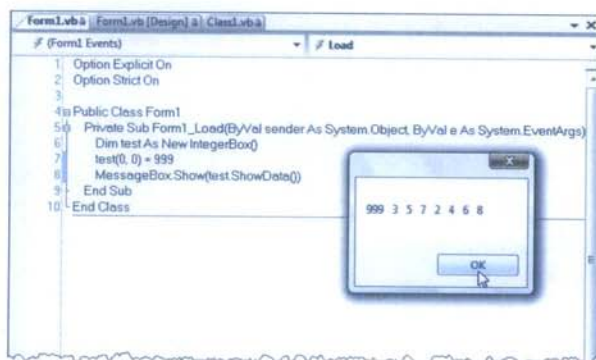 Form1.vb Form1.vb [Design] Class1.vb
(Form1 Events) Load
1 Option Explicit On
2 Option Strict On
3
4 Public Class Form1
5 Private Sub Form1_Load(ByVal sender As System.Object, ByVal e As System.EventArgs)
6 Dim test As New IntegerBox()
7 test(0, 0) = 999
8 MessageBox.Show(test.ShowData())
9 End Sub
10 End Class
999 3 5 7 2 4 6 8
OK